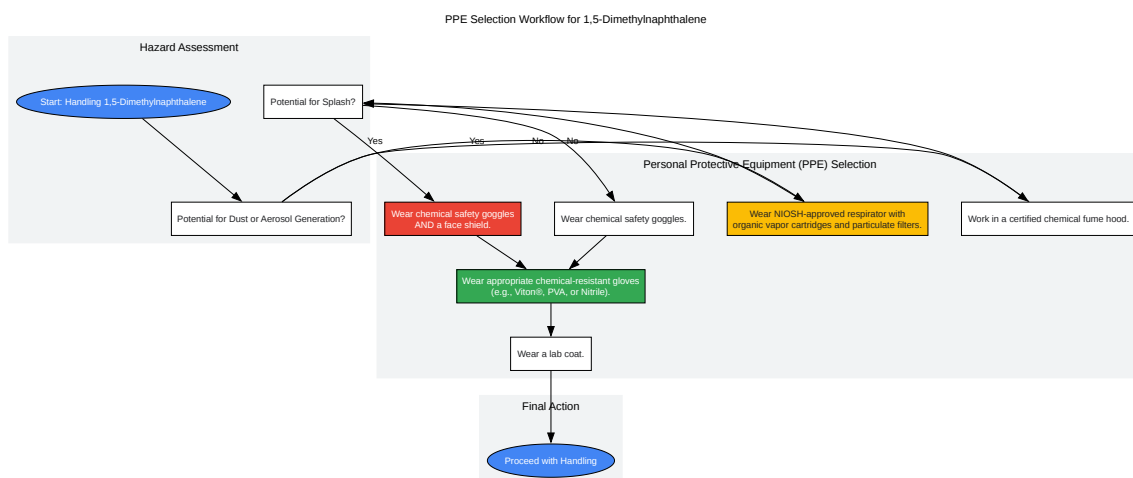 PPE Selection Workflow for 1,5-Dimethylnaphthalene
Hazard Assessment
Start: Handling 1,5-Dimethylnaphthalene
Potential for Splash?
Yes
Yes
No
No
Personal Protective Equipment (PPE) Selection
Potential for Dust or Aerosol Generation?
Wear chemical safety goggles
AND a face shield.
Wear chemical safety goggles.
Wear NIOSH-approved respirator with
organic vapor cartridges and particulate filters.
Work in a certified chemical fume hood.
Wear appropriate chemical-resistant gloves
(e.g., Viton®, PVA, or Nitrile).
Wear a lab coat.
Final Action
Proceed with Handling